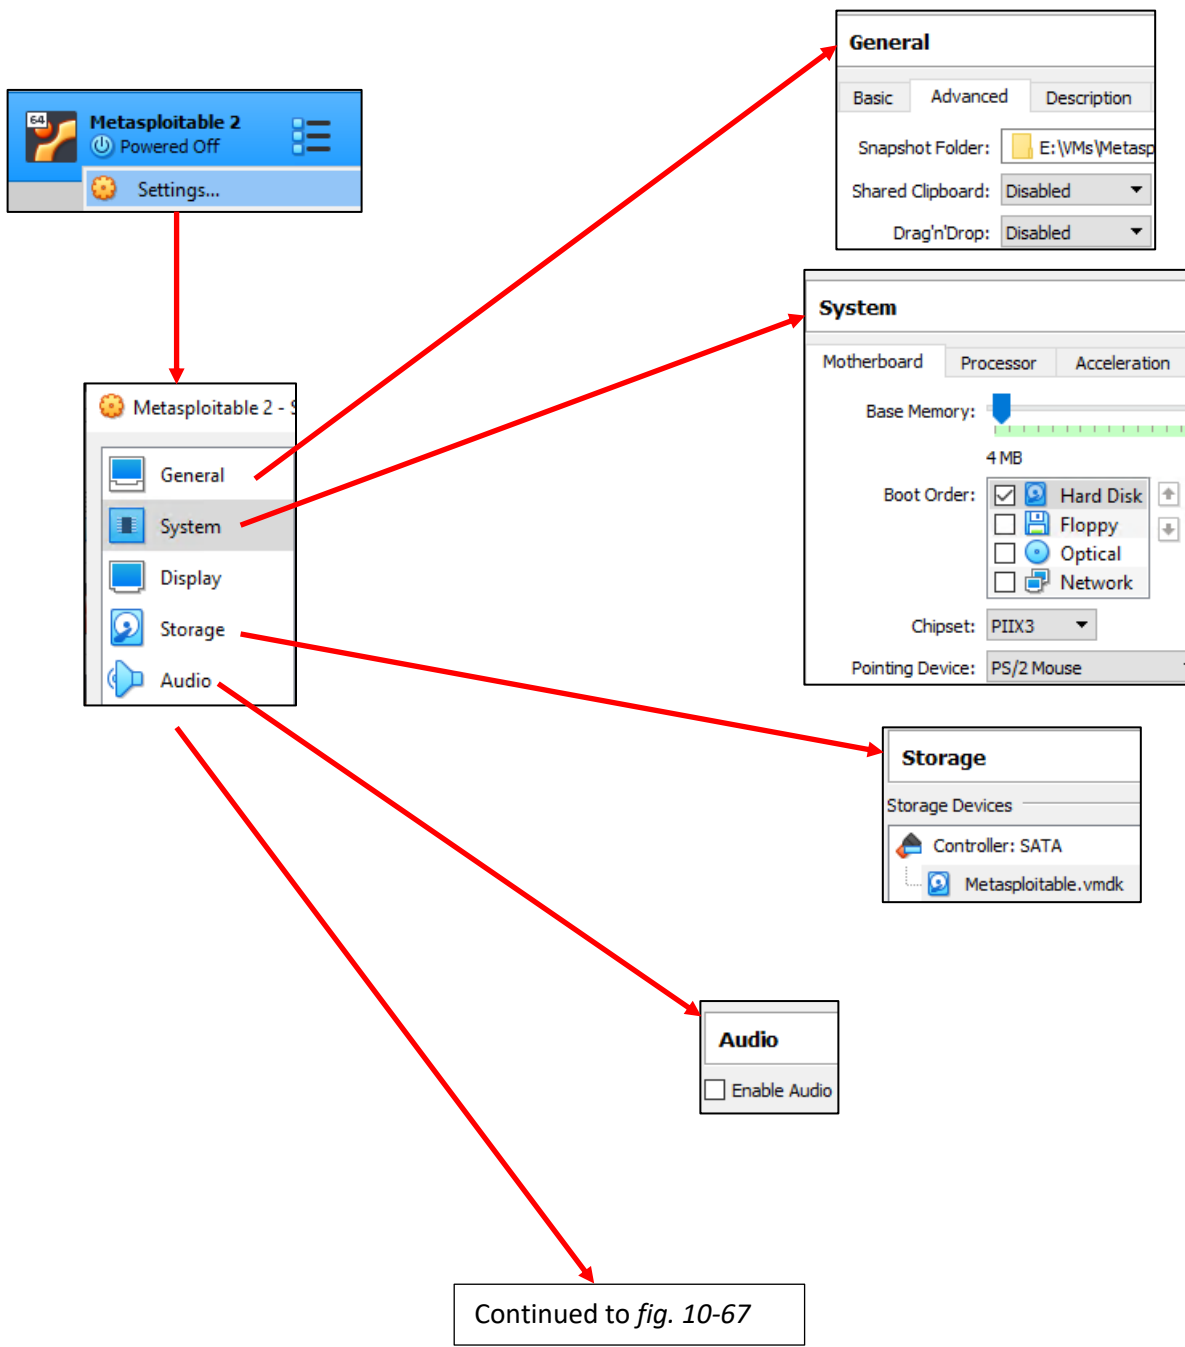 64
Metasploitable 2
Powered Off
Settings...
Metasploitable 2 -
General
System
Display
Storage
Audio
General
Basic Advanced Description
Snapshot Folder: E:\VMs\Metasp
Shared Clipboard: Disabled
Drag'n'Drop: Disabled
System
Motherboard Processor Acceleration
Base Memory:
4 MB
Boot Order: Hard Disk
Floppy
Optical
Network
Chipset: PIIX3
Pointing Device: PS/2 Mouse
Storage
Storage Devices
Controller: SATA
Metasploitable.vmdk
Audio
Enable Audio
Continued to fig. 10-67